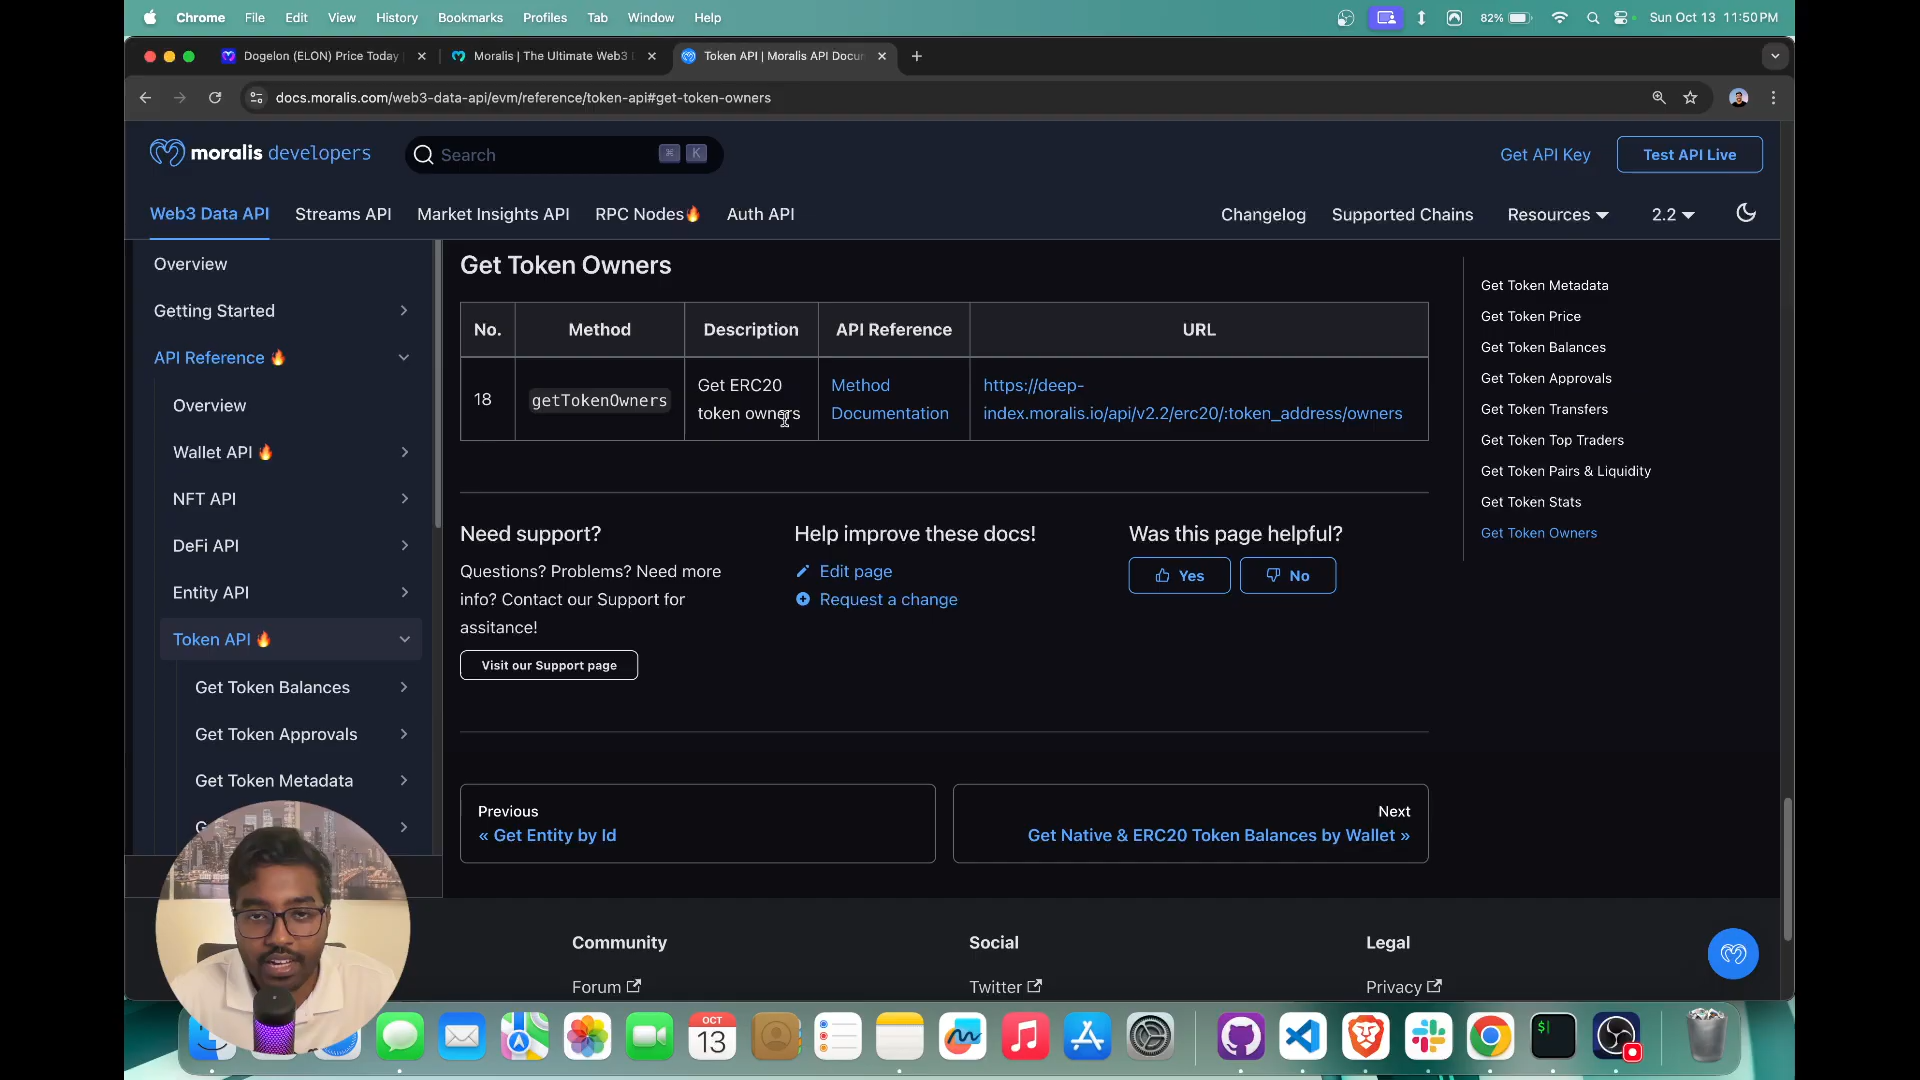 Chrome File Edit View History Bookmarks Profiles Tab Window Help 82% Sun Oct 13 11:50 PM
Dogelon (ELON) Price Today
Moralis | The Ultimate Web3
Token API | Moralis API Docu
docs.moralis.com/web3-data-api/evm/reference/token-api#get-token-owners
moralis developers
Search ⌘ K
Get API Key
Test API Live
Web3 Data API Streams API Market Insights API RPC Nodes🔥 Auth API
Changelog Supported Chains Resources 2.2
Overview
Getting Started
API Reference 🔥
Overview
Wallet API 🔥
NFT API
DeFi API
Entity API
Token API 🔥
Get Token Balances
Get Token Approvals
Get Token Metadata
Get Token Owners
No. Method Description API Reference URL
18 getTokenOwners
Get ERC20
token owners
Method
Documentation
https://deep-
index.moralis.io/api/v2.2/erc20/:token_address/owners
Need support?
Questions? Problems? Need more
info? Contact our Support for
assitance!
Visit our Support page
Help improve these docs!
Edit page
Request a change
Was this page helpful?
Yes
No
Previous
« Get Entity by Id
Next
Get Native & ERC20 Token Balances by Wallet »
Get Token Metadata
Get Token Price
Get Token Balances
Get Token Approvals
Get Token Transfers
Get Token Top Traders
Get Token Pairs & Liquidity
Get Token Stats
Get Token Owners
Community
Forum
Social
Twitter
Legal
Privacy
OCT
13
$